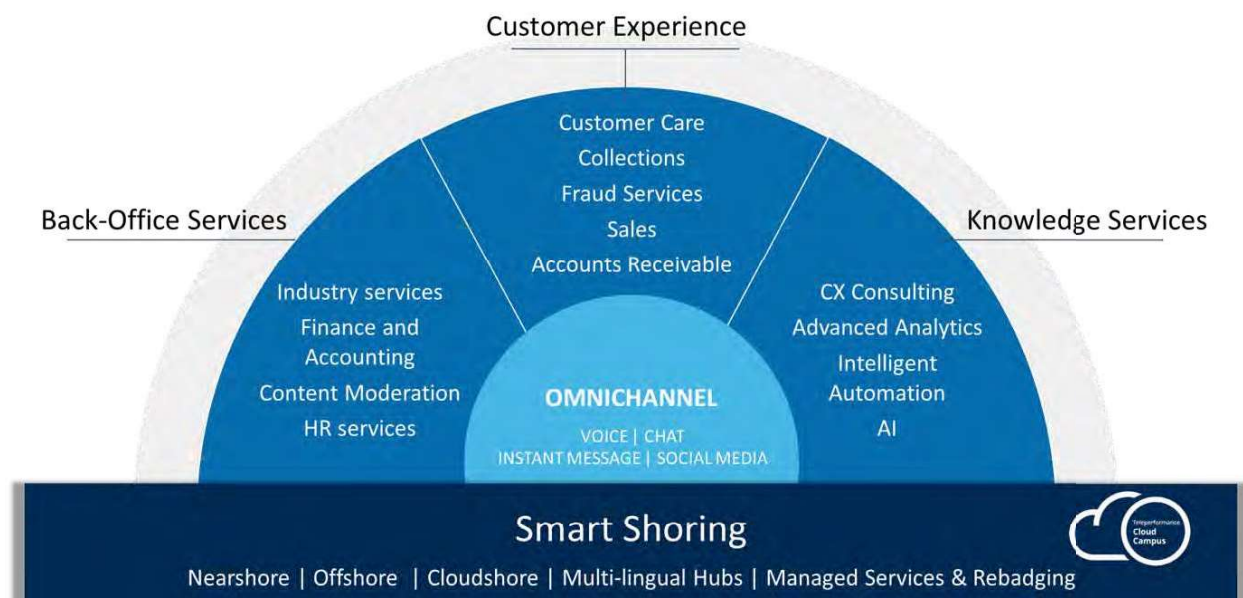 Customer Experience
Customer Care
Collections
Fraud Services
Sales
Accounts Receivable
Back-Office Services
Industry services
Finance and
Accounting
Content Moderation
HR services
Knowledge Services
CX Consulting
Advanced Analytics
Intelligent
Automation
AI
OMNICHANNEL
VOICE | CHAT
INSTANT MESSAGE | SOCIAL MEDIA
Smart Shoring
Teleperformance
Cloud
Campus
Nearshore | Offshore | Cloudshore | Multi-lingual Hubs | Managed Services & Rebadging